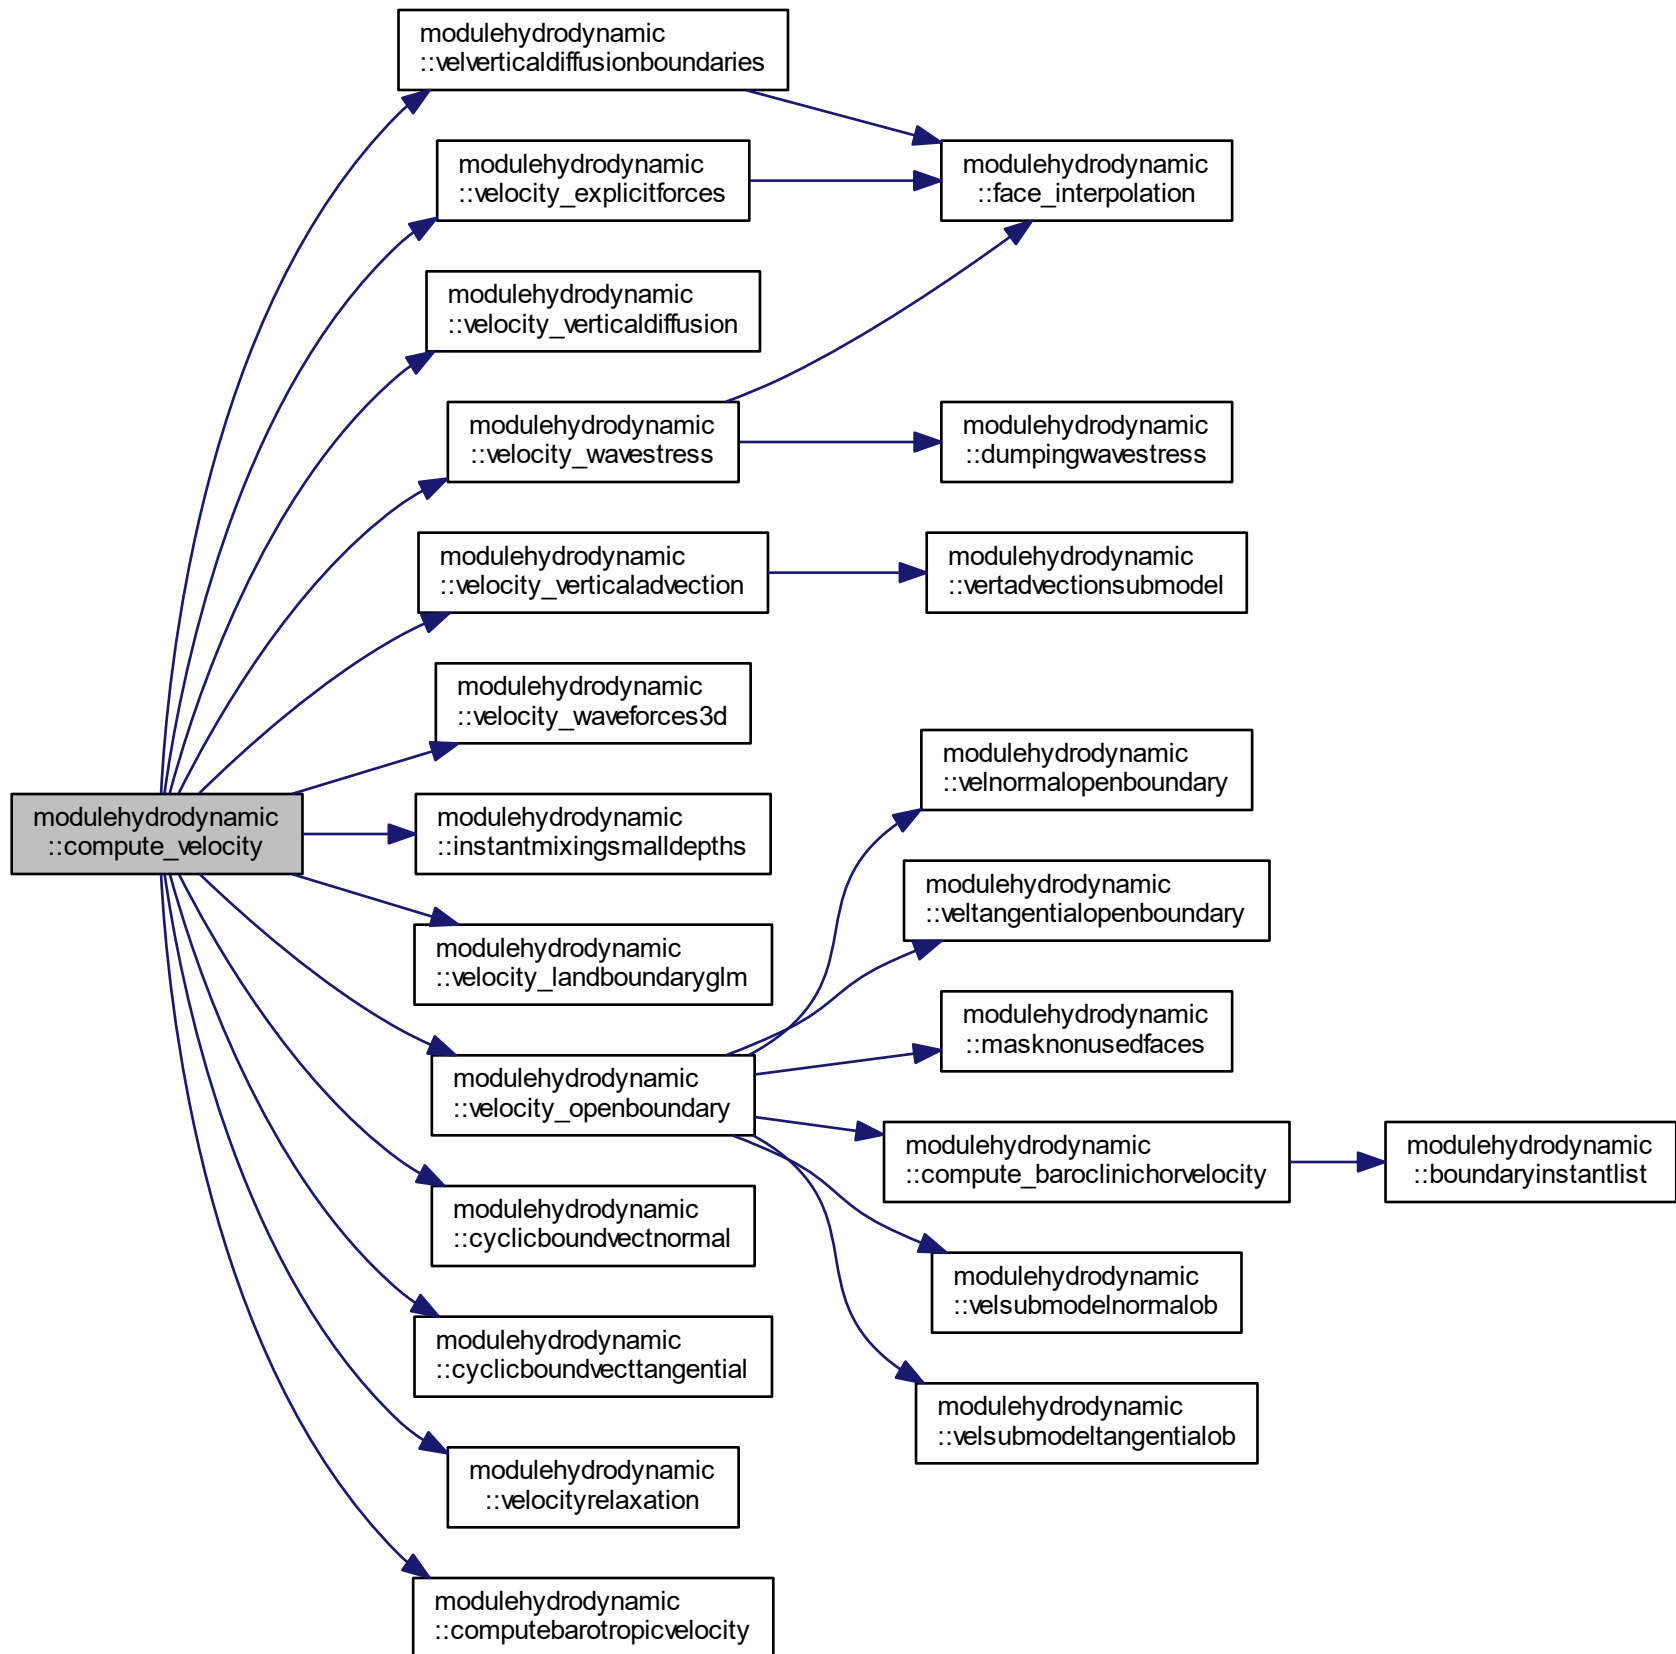 modulehydrodynamic
::compute_velocity
modulehydrodynamic
::velverticaldiffusionboundaries
modulehydrodynamic
::velocity_explicitforces
modulehydrodynamic
::velocity_verticaldiffusion
modulehydrodynamic
::velocity_wavestress
modulehydrodynamic
::velocity_verticaladvection
modulehydrodynamic
::velocity_waveforces3d
modulehydrodynamic
::instantmixingsmalldepths
modulehydrodynamic
::velocity_landboundaryglm
modulehydrodynamic
::velocity_openboundary
modulehydrodynamic
::cyclicboundvectnormal
modulehydrodynamic
::cyclicboundvecttangential
modulehydrodynamic
::velocityrelaxation
modulehydrodynamic
::computebarotropicvelocity
modulehydrodynamic
::face_interpolation
modulehydrodynamic
::dumpingwavestress
modulehydrodynamic
::vertadvectionsubmodel
modulehydrodynamic
::velnormalopenboundary
modulehydrodynamic
::veltangentialopenboundary
modulehydrodynamic
::masknonusedfaces
modulehydrodynamic
::compute_baroclinichorvelocity
modulehydrodynamic
::velsubmodelnormalob
modulehydrodynamic
::velsubmodeltangentialob
modulehydrodynamic
::boundaryinstantlist